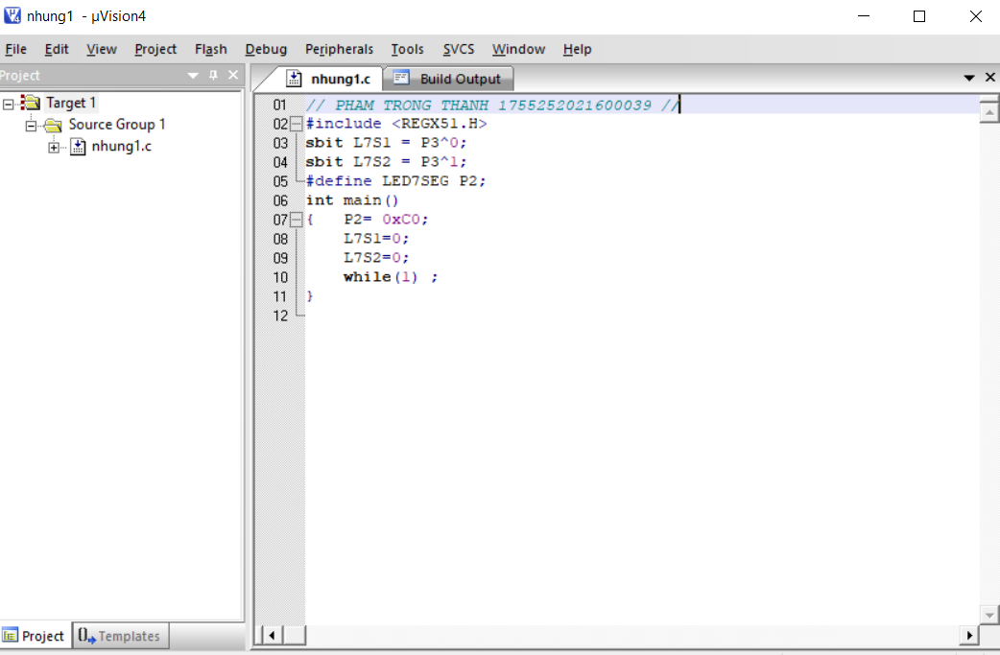 nhung1 - µVision4
File Edit View Project Flash Debug Peripherals Tools SVCS Window Help
Project
nhung1.c Build Output
Target 1
Source Group 1
nhung1.c
01 // PHAM TRONG THANH 1755252021600039 //
02 #include <REGX51.H>
03 sbit L7S1 = P3^0;
04 sbit L7S2 = P3^1;
05 #define LED7SEG P2;
06 int main()
07 { P2= 0xC0;
08 L7S1=0;
09 L7S2=0;
10 while(1) ;
11 }
12
Project Templates